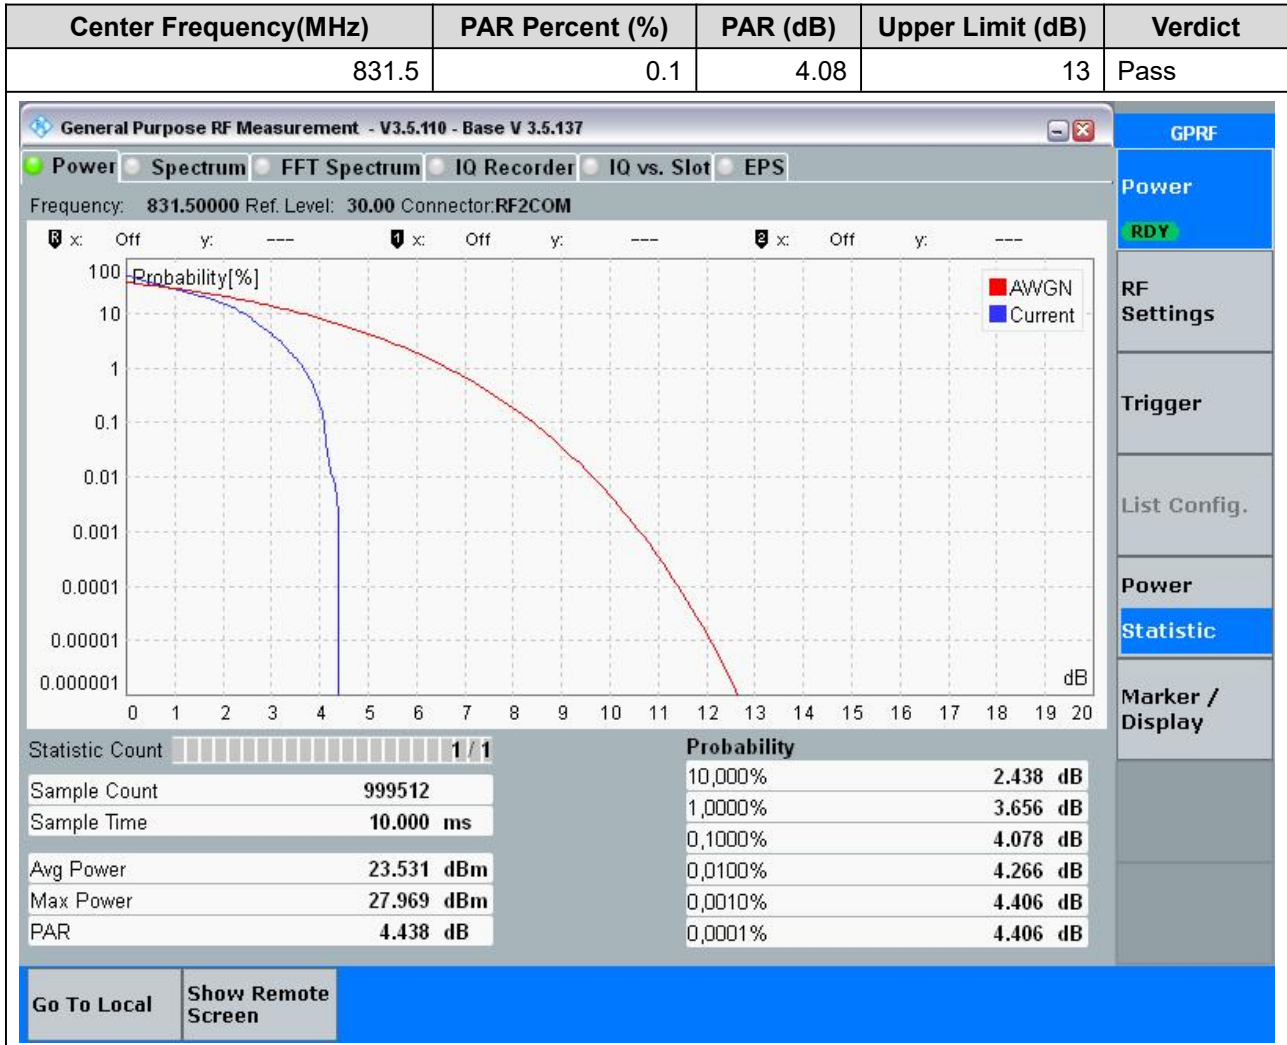 Center Frequency(MHz) PAR Percent (%) PAR (dB) Upper Limit (dB) Verdict
831.5 0.1 4.08 13 Pass
General Purpose RF Measurement - V3.5.110 - Base V 3.5.137
GPRF
Power Spectrum FFT Spectrum IQ Recorder IQ vs. Slot EPS
Frequency: 831.50000 Ref. Level: 30.00 Connector:RF2COM
R x: Off y: --- 1 x: Off y: --- 2 x: Off y: ---
Probability[%]
AWGN
Current
100
10
1
0.1
0.01
0.001
0.0001
0.00001
0.000001
dB
0 1 2 3 4 5 6 7 8 9 10 11 12 13 14 15 16 17 18 19 20
Statistic Count 1 / 1
Sample Count 999512
Sample Time 10.000 ms
Avg Power 23.531 dBm
Max Power 27.969 dBm
PAR 4.438 dB
Probability
10,000% 2.438 dB
1,0000% 3.656 dB
0,1000% 4.078 dB
0,0100% 4.266 dB
0,0010% 4.406 dB
0,0001% 4.406 dB
Power
RDY
RF
Settings
Trigger
List Config.
Power
Statistic
Marker /
Display
Go To Local
Show Remote
Screen